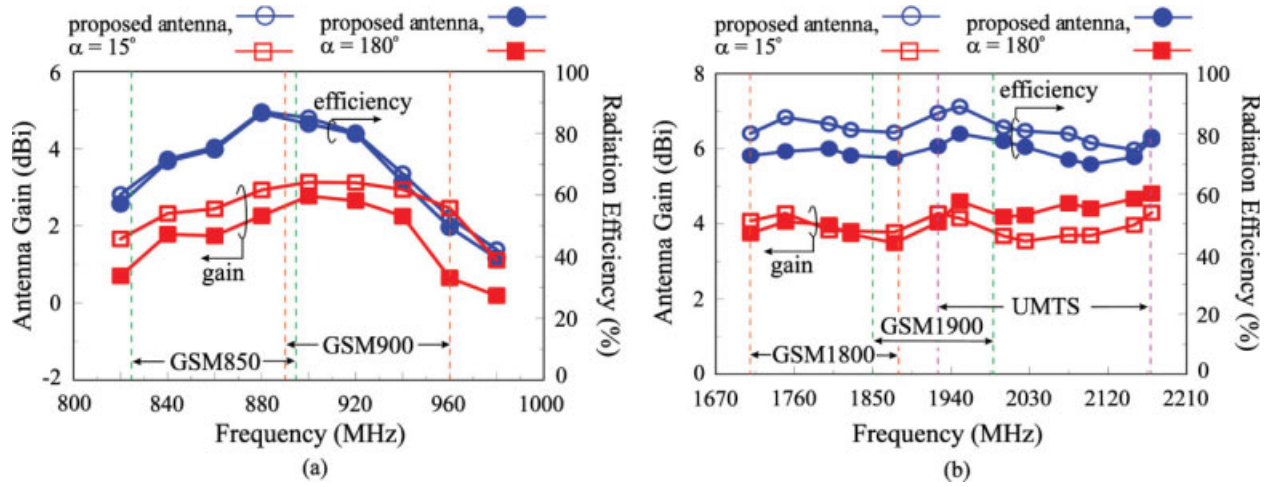 proposed antenna,
α = 15°
proposed antenna,
α = 180°
6
4
2
0
-2
Antenna Gain (dBi)
100
80
60
40
20
0
Radiation Efficiency (%)
efficiency
gain
GSM850
GSM900
800
840
880
920
960
1000
Frequency (MHz)
(a)
proposed antenna,
α = 15°
proposed antenna,
α = 180°
8
6
4
2
0
Antenna Gain (dBi)
100
80
60
40
20
0
Radiation Efficiency (%)
efficiency
gain
UMTS
GSM1900
GSM1800
1670
1760
1850
1940
2030
2120
2210
Frequency (MHz)
(b)